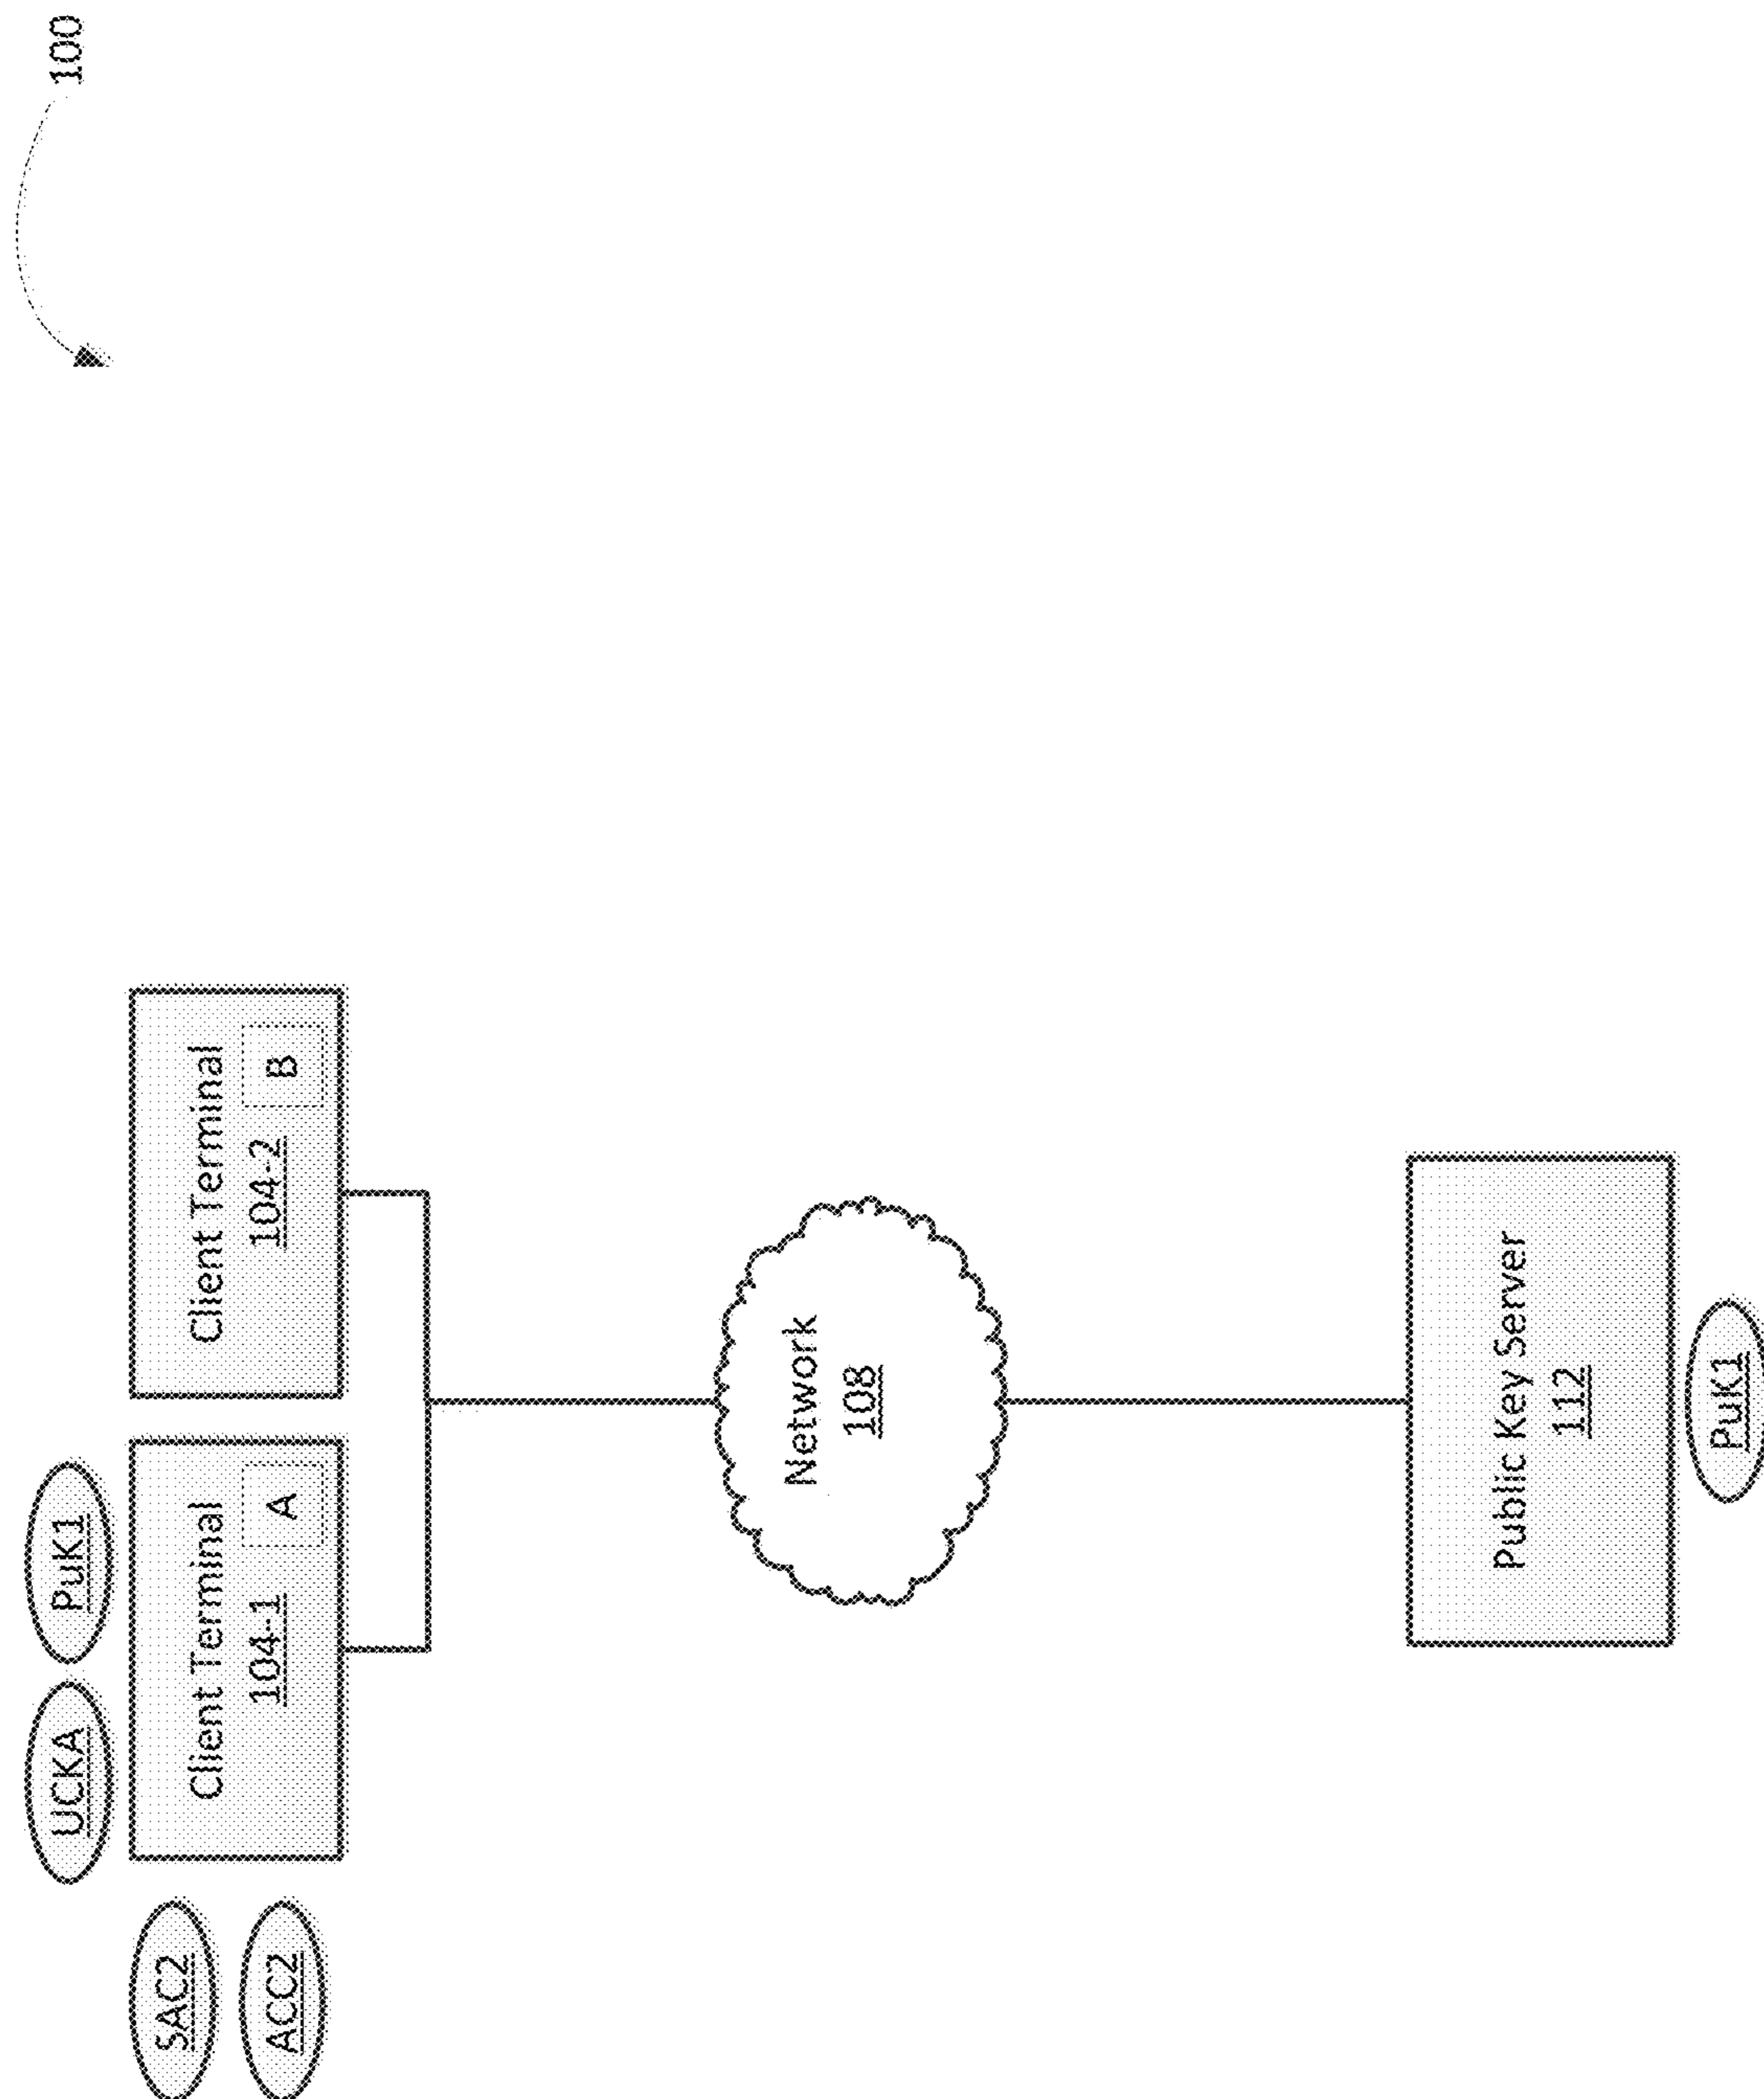 100
UCKA
PuK1
SAC2
ACC2
Client Terminal
104-1
A
Client Terminal
104-2
B
Network
108
Public Key Server
112
PuK1